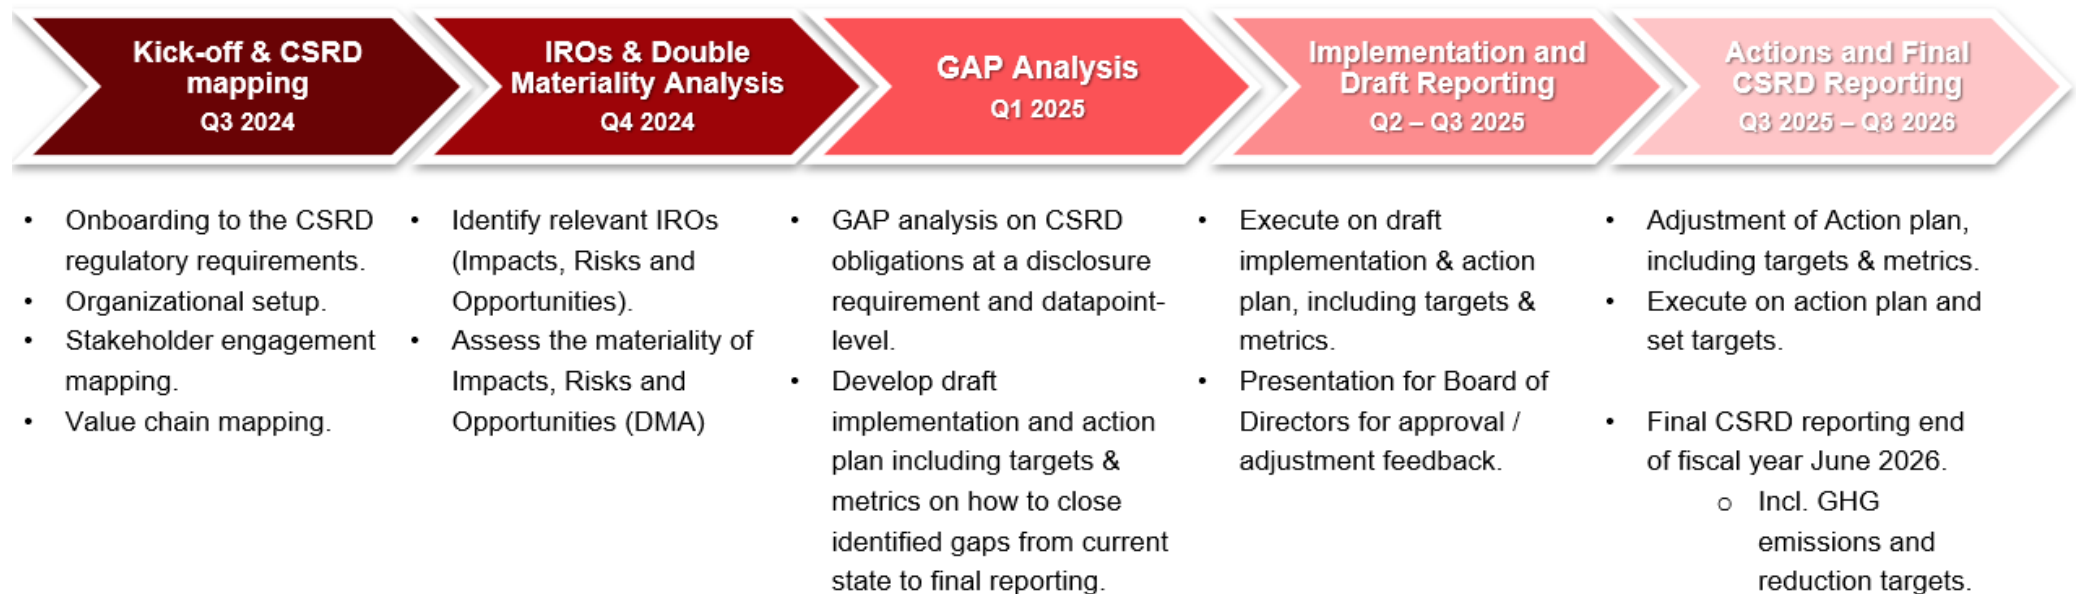 Kick-off & CSRD
mapping
Q3 2024
IROs & Double
Materiality Analysis
Q4 2024
GAP Analysis
Q1 2025
Implementation and
Draft Reporting
Q2 – Q3 2025
Actions and Final
CSRD Reporting
Q3 2025 – Q3 2026
• Onboarding to the CSRD
regulatory requirements.
• Organizational setup.
• Stakeholder engagement
mapping.
• Value chain mapping.
• Identify relevant IROs
(Impacts, Risks and
Opportunities).
• Assess the materiality of
Impacts, Risks and
Opportunities (DMA)
• GAP analysis on CSRD
obligations at a disclosure
requirement and datapoint-
level.
• Develop draft
implementation and action
plan including targets &
metrics on how to close
identified gaps from current
state to final reporting.
• Execute on draft
implementation & action
plan, including targets &
metrics.
• Presentation for Board of
Directors for approval /
adjustment feedback.
• Adjustment of Action plan,
including targets & metrics.
• Execute on action plan and
set targets.
• Final CSRD reporting end
of fiscal year June 2026.
o Incl. GHG
emissions and
reduction targets.